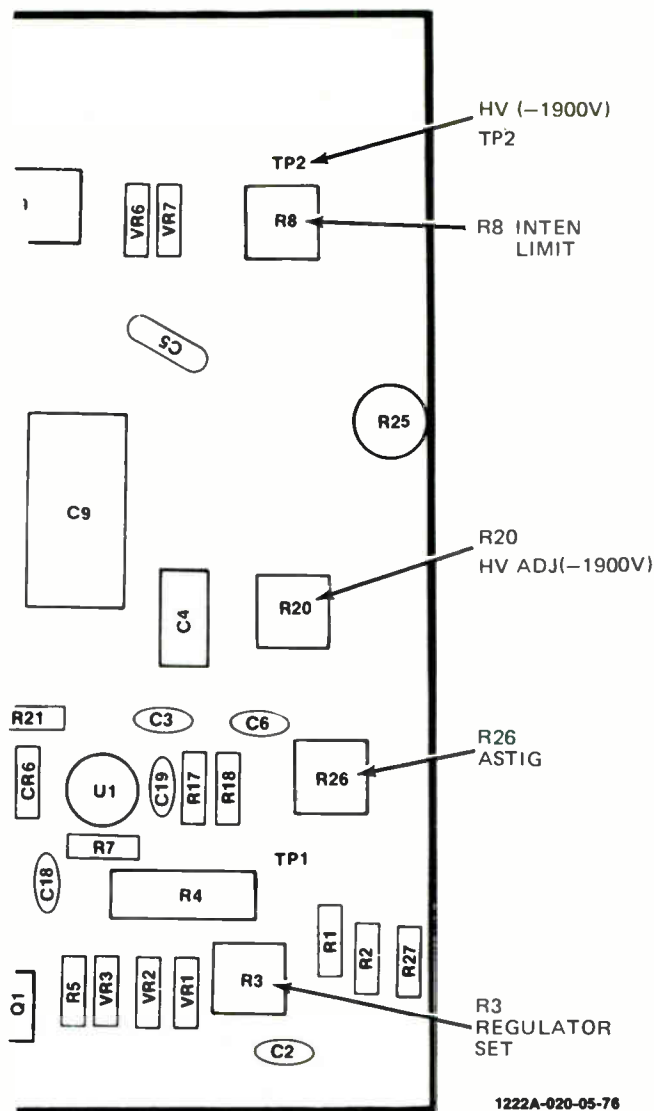 HV (–1900V)
TP2
TP2
R8
R8 INTEN
LIMIT
VR6
VR7
C5
R25
C9
R20
HV ADJ(–1900V)
C4
R20
R21
C3
C6
R26
ASTIG
CR6
U1
C19
R17
R18
R26
R7
TP1
C18
R4
R1
R2
R27
Q1
R5
VR3
VR2
VR1
R3
R3
REGULATOR
SET
C2
1222A-020-05-76